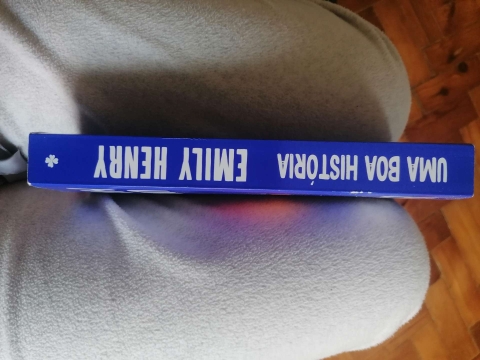 UMA BOA HISTÓRIA EMILY HENRY